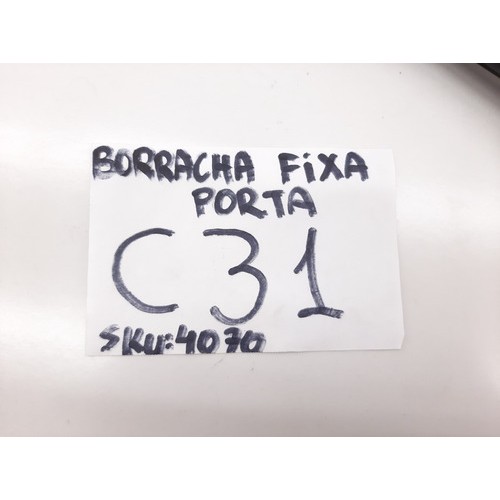 BORRACHA FiXA
PORTA
C31
SKU:4070